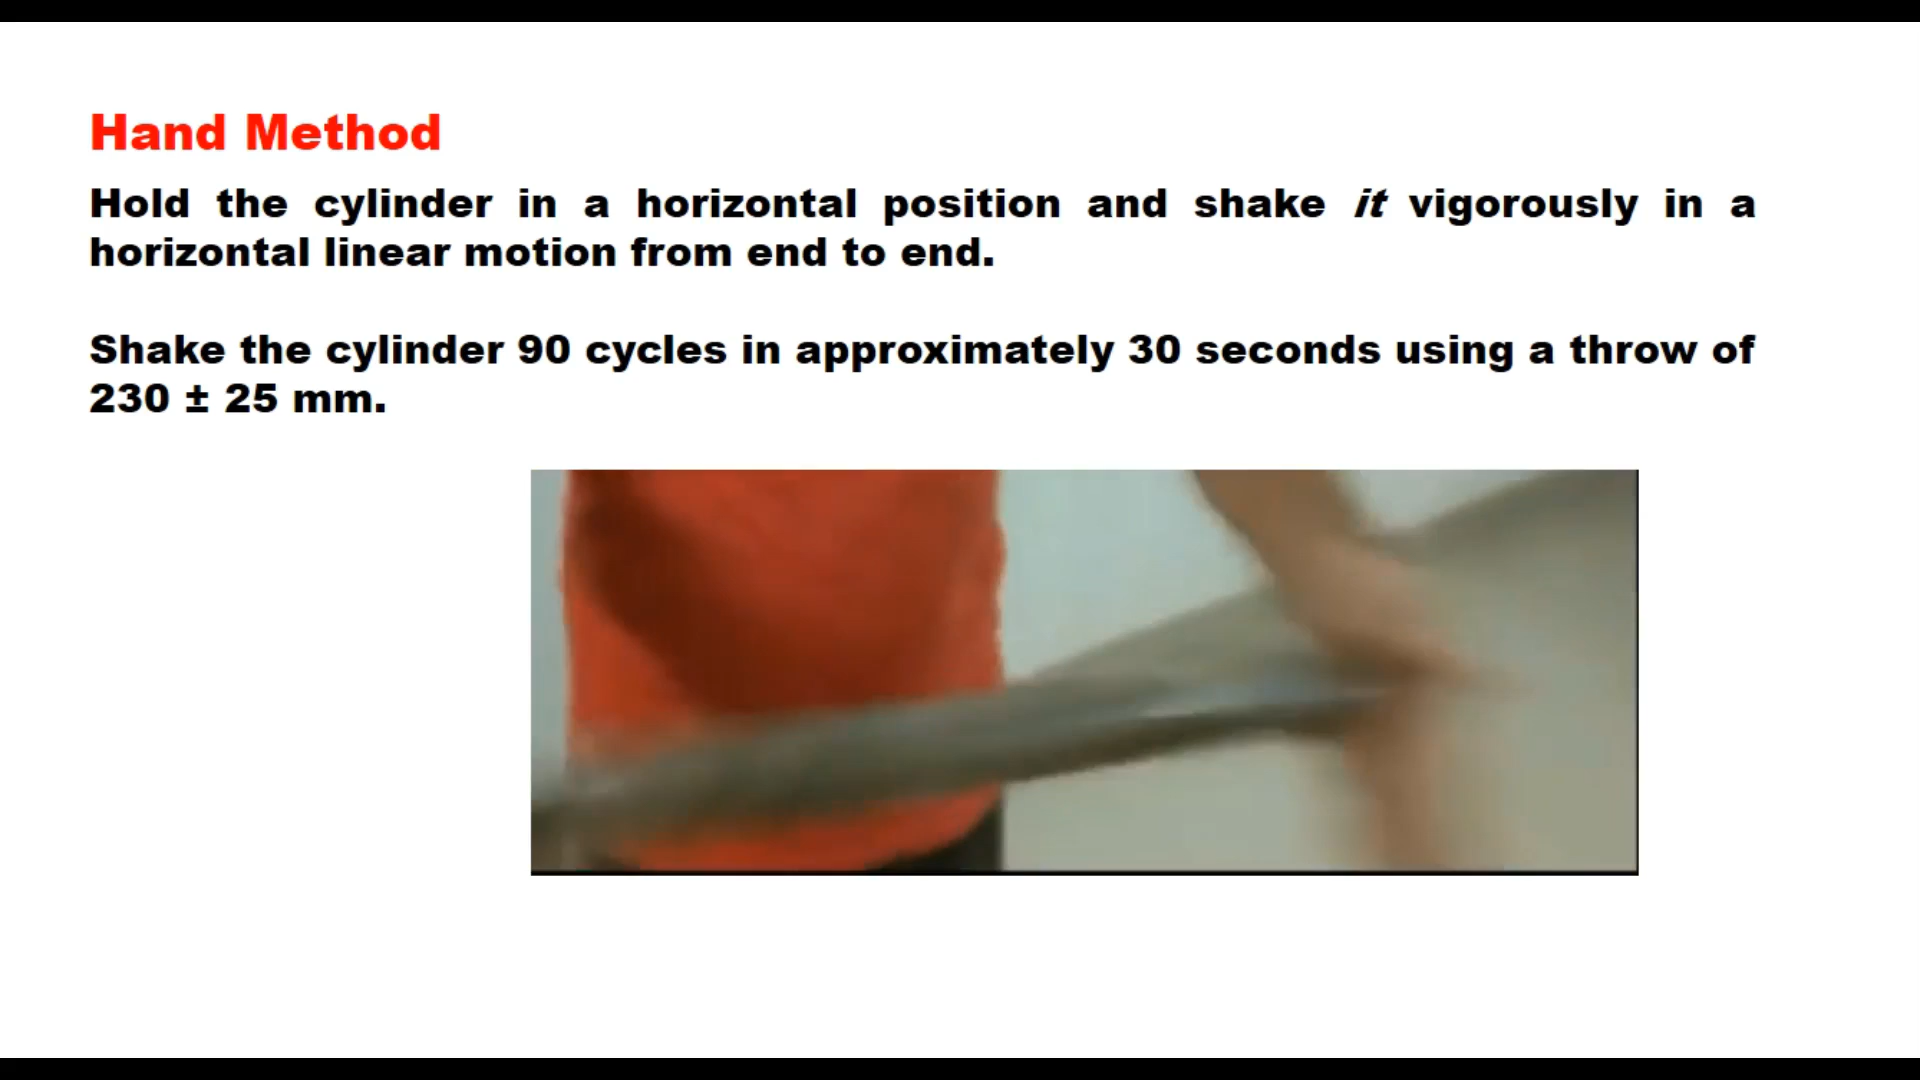 Hand Method
Hold the cylinder in a horizontal position and shake it vigorously in a
horizontal linear motion from end to end.
Shake the cylinder 90 cycles in approximately 30 seconds using a throw of
230 ± 25 mm.